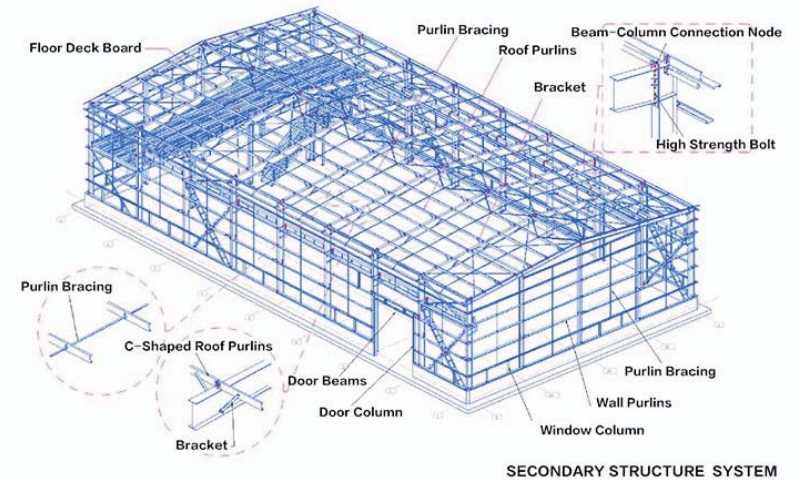 Purlin Bracing
Beam-Column Connection Node
Floor Deck Board
Roof Purlins
Bracket
High Strength Bolt
Purlin Bracing
C-Shaped Roof Purlins
Door Beams
Purlin Bracing
Door Column
Wall Purlins
Window Column
Bracket
SECONDARY STRUCTURE SYSTEM